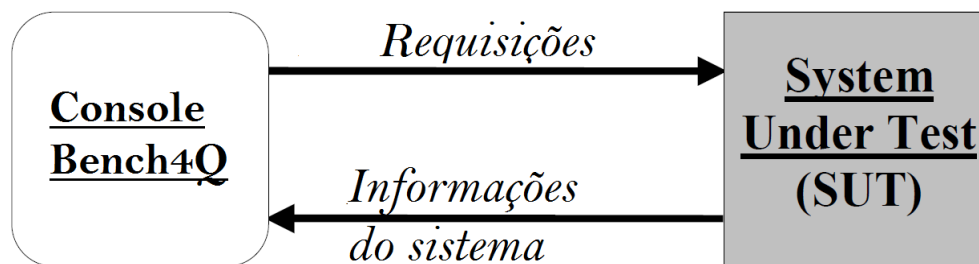 Console
Bench4Q
Requisições
Informações
do sistema
System
Under Test
(SUT)